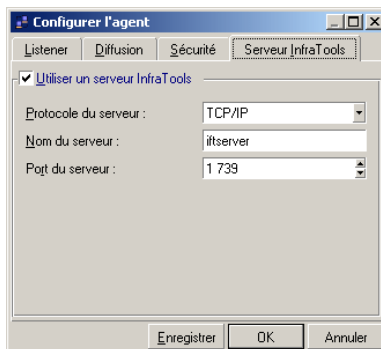 Configurer l'agent
Listener Diffusion Sécurité Serveur InfraTools
Utiliser un serveur InfraTools
Protocole du serveur : TCP/IP
Nom du serveur : iftserver
Port du serveur : 1 739
Enregistrer OK Annuler